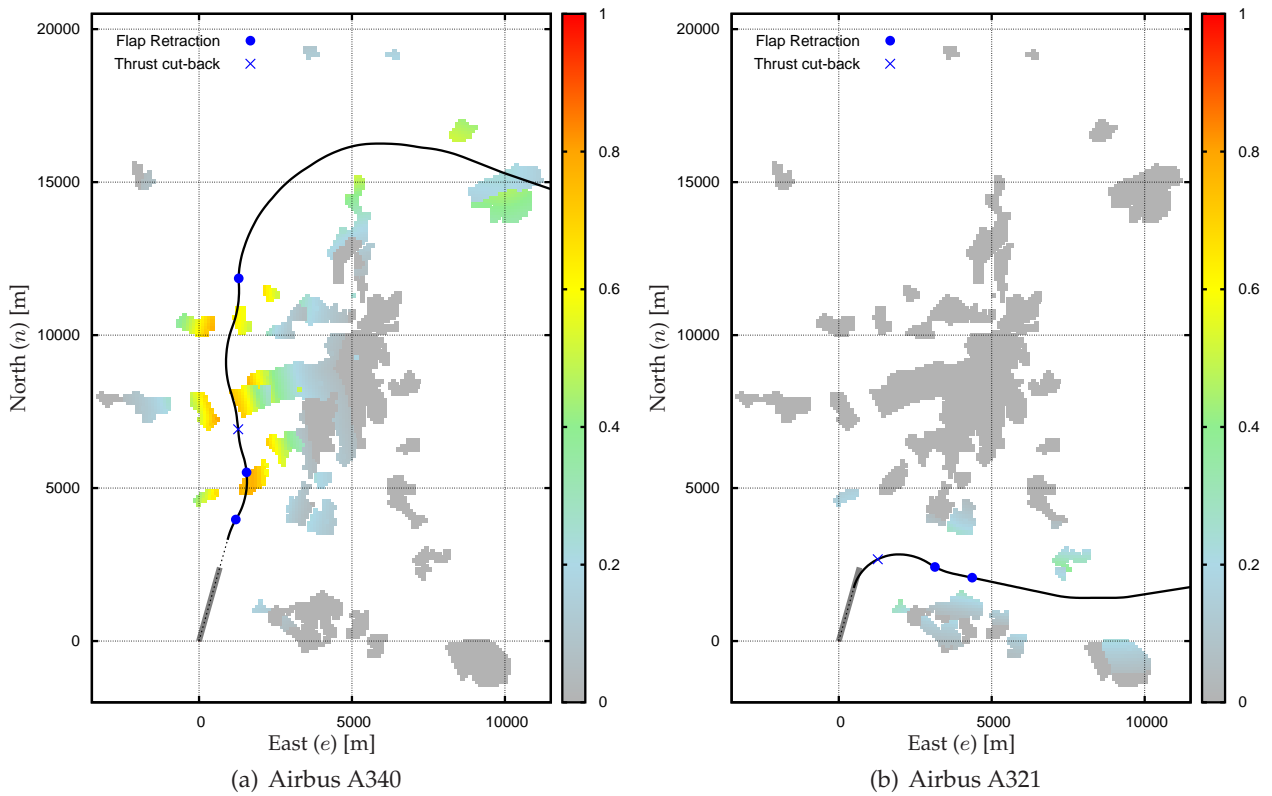 20000
15000
10000
5000
0
North (n) [m]
Flap Retraction
Thrust cut-back
0 5000 10000
East (e) [m]
1
0.8
0.6
0.4
0.2
0
(a) Airbus A340
20000
15000
10000
5000
0
North (n) [m]
Flap Retraction
Thrust cut-back
0 5000 10000
East (e) [m]
1
0.8
0.6
0.4
0.2
0
(b) Airbus A321